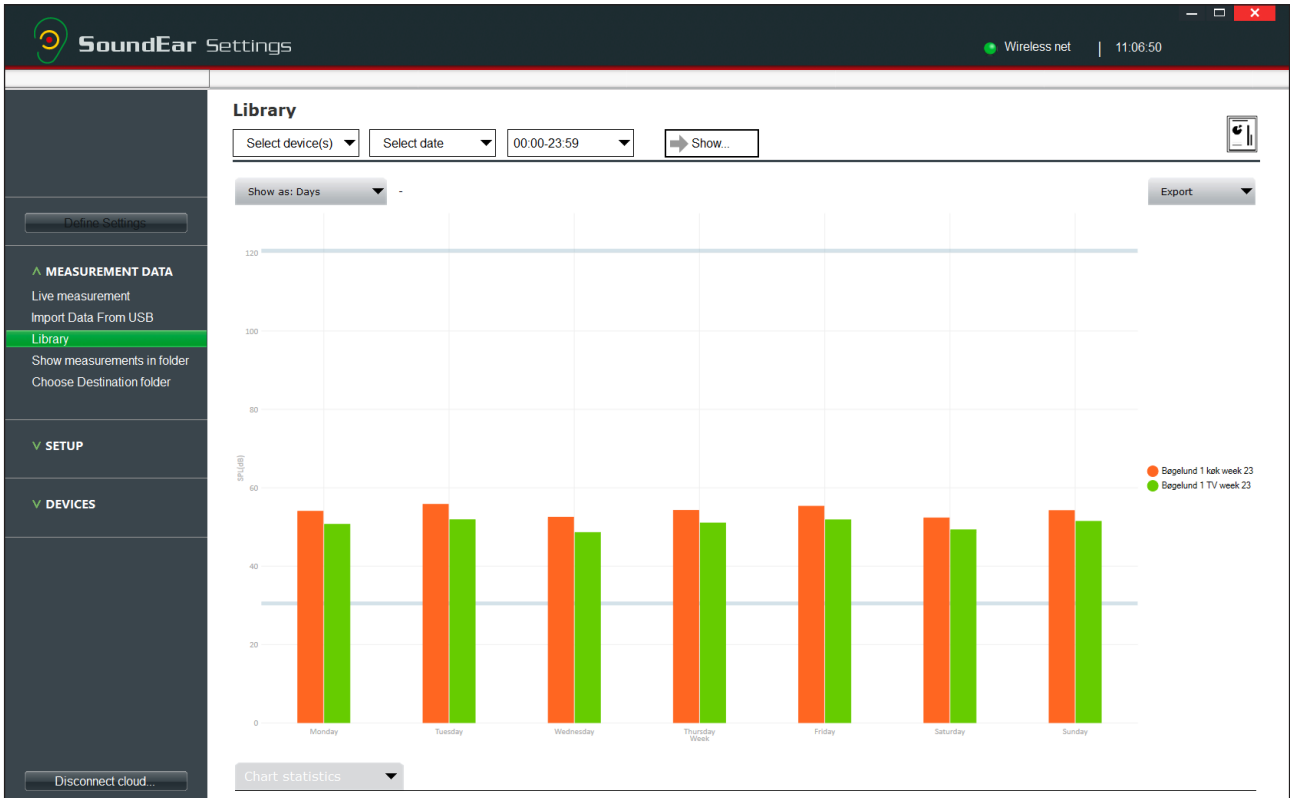 SoundEar Settings
Wireless net | 11:06:50
Library
Select device(s) Select date 00:00-23:59 Show...
Show as: Days - Export
Define Settings
MEASUREMENT DATA
Live measurement
Import Data From USB
Library
Show measurements in folder
Choose Destination folder
SETUP
DEVICES
Disconnect cloud...
120
100
80
60
40
20
0
SPL(dB)
Monday Tuesday Wednesday Thursday Friday Saturday Sunday
Week
Bøgelund 1 køk week 23
Bøgelund 1 TV week 23
Chart statistics